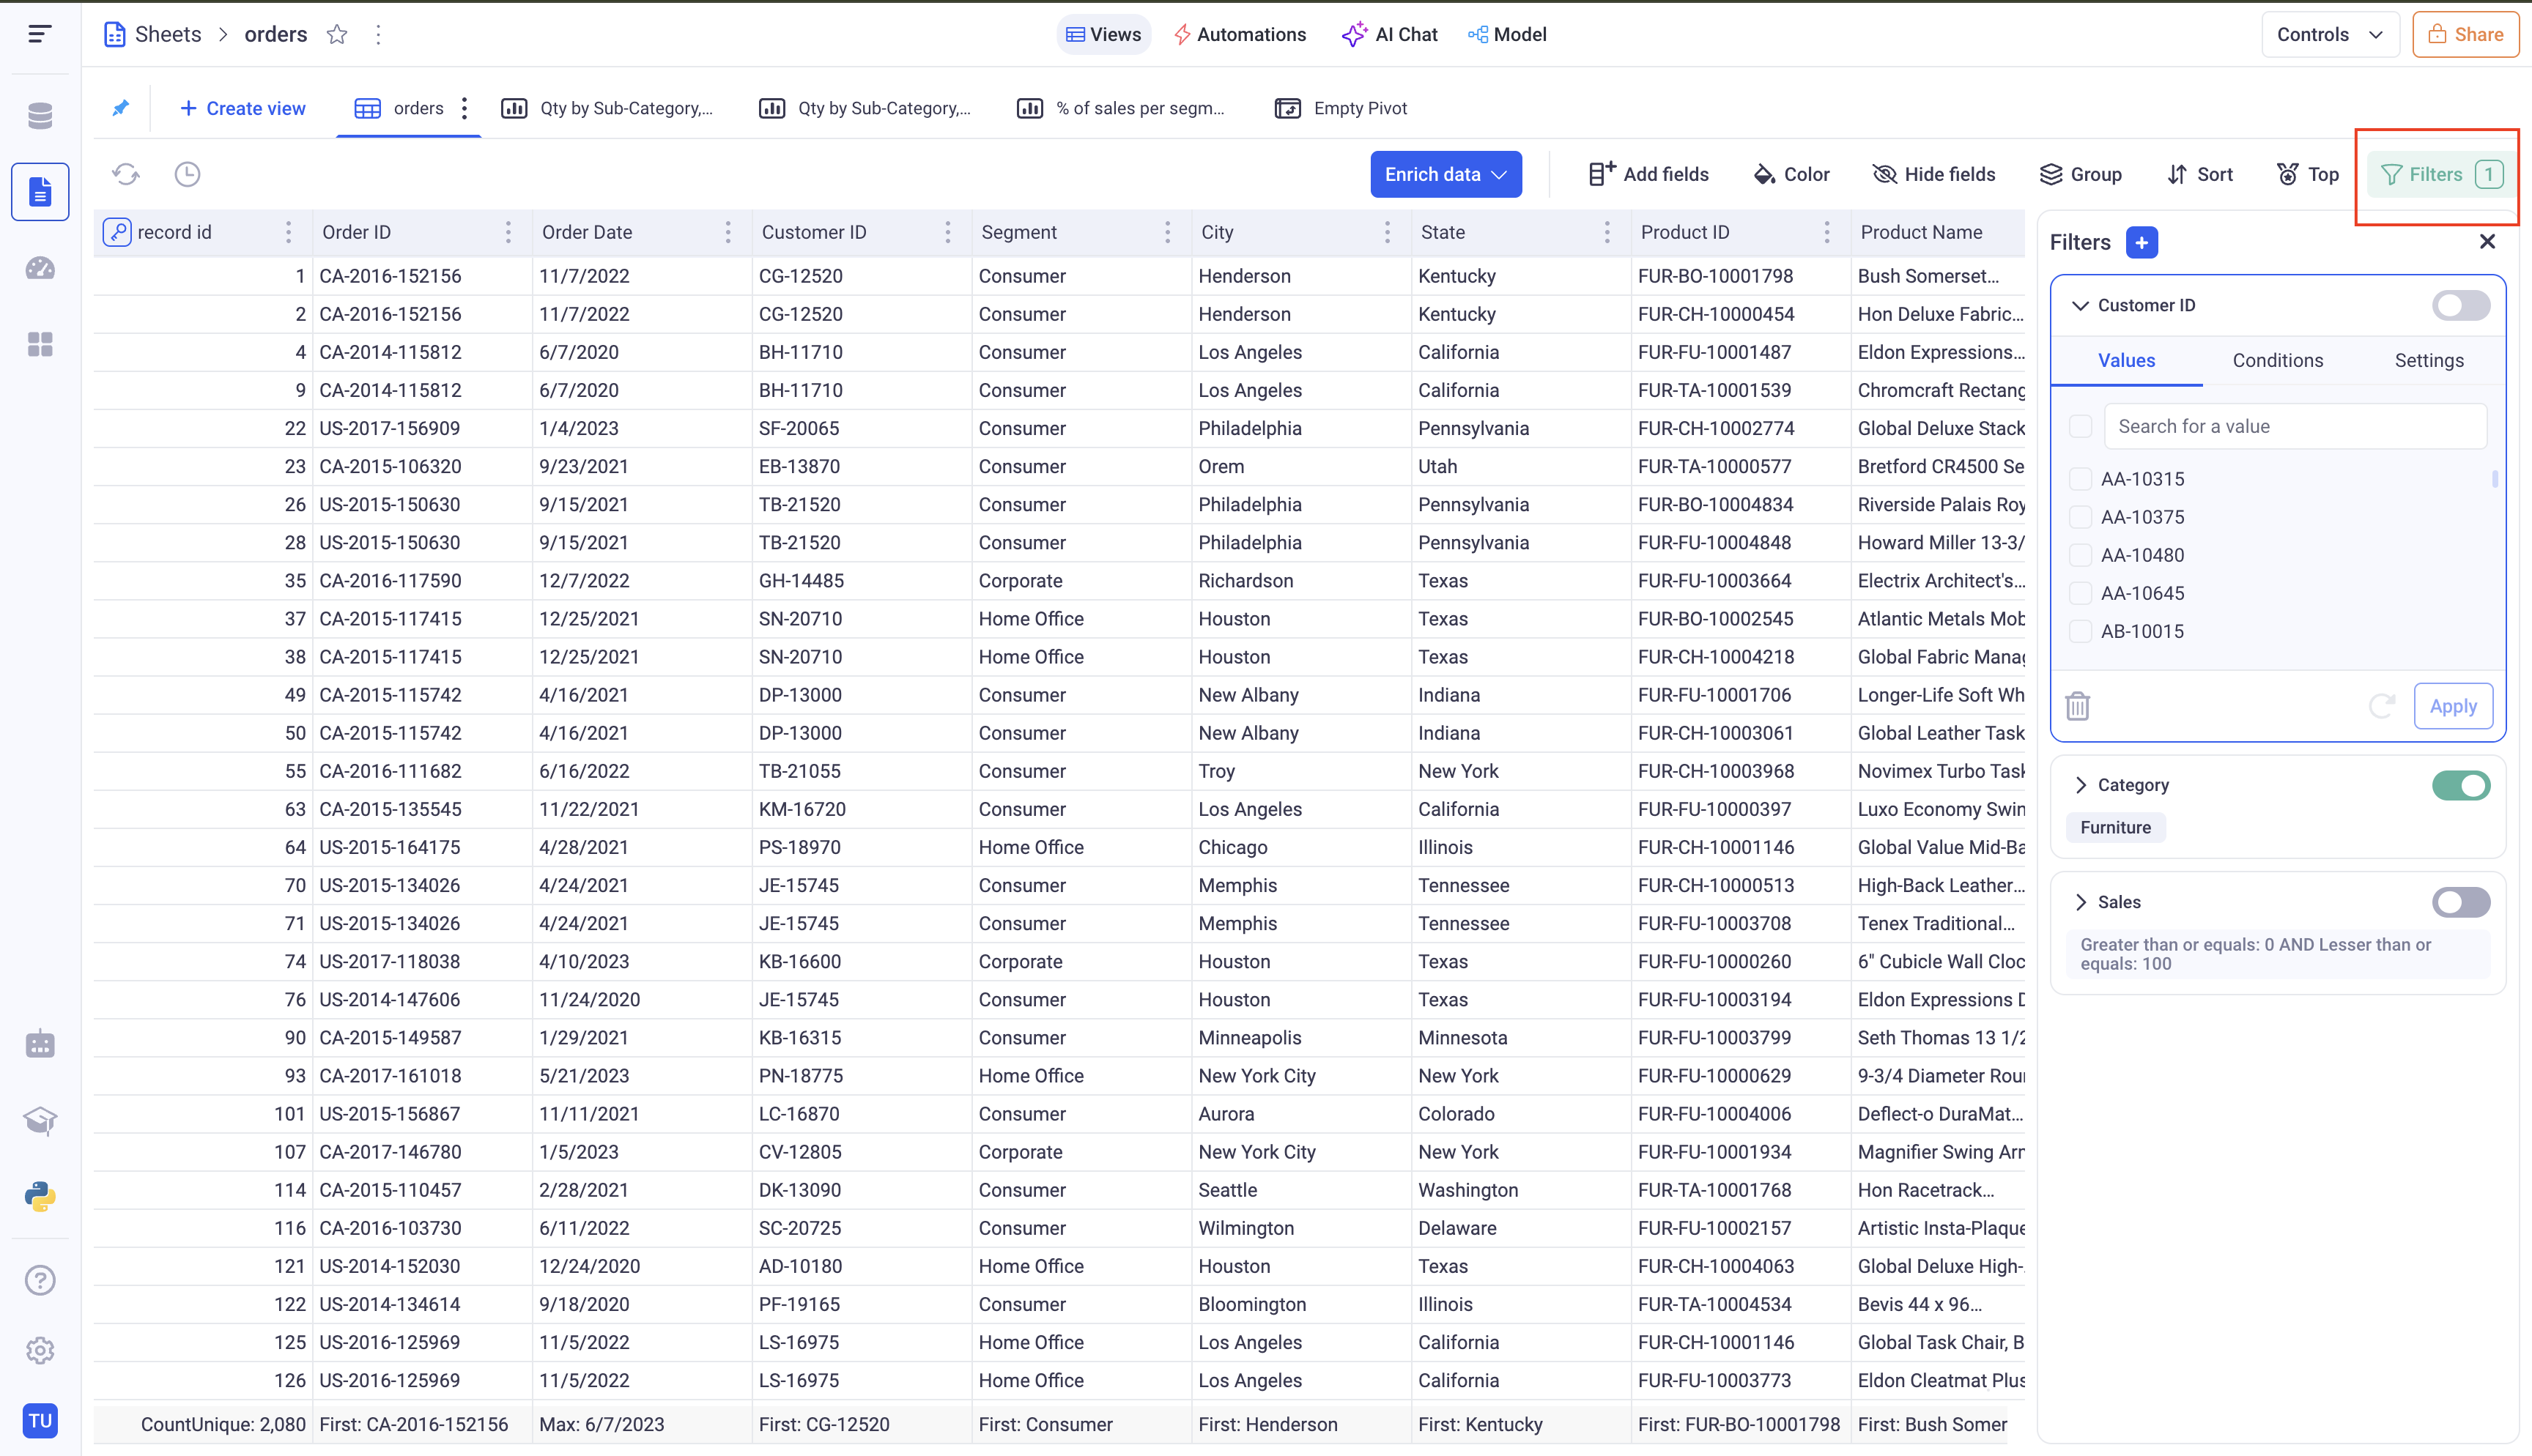 Sheets > orders
Views Automations AI Chat Model
Controls Share
+ Create view orders Qty by Sub-Category,... Qty by Sub-Category,... % of sales per segm... Empty Pivot
Enrich data Add fields Color Hide fields Group Sort Top Filters 1
record id Order ID Order Date Customer ID Segment City State Product ID Product Name
1 CA-2016-152156 11/7/2022 CG-12520 Consumer Henderson Kentucky FUR-BO-10001798 Bush Somerset...
2 CA-2016-152156 11/7/2022 CG-12520 Consumer Henderson Kentucky FUR-CH-10000454 Hon Deluxe Fabric...
4 CA-2014-115812 6/7/2020 BH-11710 Consumer Los Angeles California FUR-FU-10001487 Eldon Expressions...
9 CA-2014-115812 6/7/2020 BH-11710 Consumer Los Angeles California FUR-TA-10001539 Chromcraft Rectang
22 US-2017-156909 1/4/2023 SF-20065 Consumer Philadelphia Pennsylvania FUR-CH-10002774 Global Deluxe Stack
23 CA-2015-106320 9/23/2021 EB-13870 Consumer Orem Utah FUR-TA-10000577 Bretford CR4500 Se
26 US-2015-150630 9/15/2021 TB-21520 Consumer Philadelphia Pennsylvania FUR-BO-10004834 Riverside Palais Roy
28 US-2015-150630 9/15/2021 TB-21520 Consumer Philadelphia Pennsylvania FUR-FU-10004848 Howard Miller 13-3/
35 CA-2016-117590 12/7/2022 GH-14485 Corporate Richardson Texas FUR-FU-10003664 Electrix Architect's...
37 CA-2015-117415 12/25/2021 SN-20710 Home Office Houston Texas FUR-BO-10002545 Atlantic Metals Mob
38 CA-2015-117415 12/25/2021 SN-20710 Home Office Houston Texas FUR-CH-10004218 Global Fabric Manag
49 CA-2015-115742 4/16/2021 DP-13000 Consumer New Albany Indiana FUR-FU-10001706 Longer-Life Soft Wh
50 CA-2015-115742 4/16/2021 DP-13000 Consumer New Albany Indiana FUR-CH-10003061 Global Leather Task
55 CA-2016-111682 6/16/2022 TB-21055 Consumer Troy New York FUR-CH-10003968 Novimex Turbo Task
63 CA-2015-135545 11/22/2021 KM-16720 Consumer Los Angeles California FUR-FU-10000397 Luxo Economy Swin
64 US-2015-164175 4/28/2021 PS-18970 Home Office Chicago Illinois FUR-CH-10001146 Global Value Mid-Ba
70 US-2015-134026 4/24/2021 JE-15745 Consumer Memphis Tennessee FUR-CH-10000513 High-Back Leather...
71 US-2015-134026 4/24/2021 JE-15745 Consumer Memphis Tennessee FUR-FU-10003708 Tenex Traditional...
74 US-2017-118038 4/10/2023 KB-16600 Corporate Houston Texas FUR-FU-10000260 6" Cubicle Wall Cloc
76 US-2014-147606 11/24/2020 JE-15745 Consumer Houston Texas FUR-FU-10003194 Eldon Expressions D
90 CA-2015-149587 1/29/2021 KB-16315 Consumer Minneapolis Minnesota FUR-FU-10003799 Seth Thomas 13 1/2
93 CA-2017-161018 5/21/2023 PN-18775 Home Office New York City New York FUR-FU-10000629 9-3/4 Diameter Rou
101 US-2015-156867 11/11/2021 LC-16870 Consumer Aurora Colorado FUR-FU-10004006 Deflect-o DuraMat...
107 CA-2017-146780 1/5/2023 CV-12805 Corporate New York City New York FUR-FU-10001934 Magnifier Swing Arn
114 CA-2015-110457 2/28/2021 DK-13090 Consumer Seattle Washington FUR-TA-10001768 Hon Racetrack...
116 CA-2016-103730 6/11/2022 SC-20725 Consumer Wilmington Delaware FUR-FU-10002157 Artistic Insta-Plaque
121 US-2014-152030 12/24/2020 AD-10180 Home Office Houston Texas FUR-CH-10004063 Global Deluxe High-
122 US-2014-134614 9/18/2020 PF-19165 Consumer Bloomington Illinois FUR-TA-10004534 Bevis 44 x 96...
125 US-2016-125969 11/5/2022 LS-16975 Home Office Los Angeles California FUR-CH-10001146 Global Task Chair, B
126 US-2016-125969 11/5/2022 LS-16975 Home Office Los Angeles California FUR-FU-10003773 Eldon Cleatmat Plus
CountUnique: 2,080 First: CA-2016-152156 Max: 6/7/2023 First: CG-12520 First: Consumer First: Henderson First: Kentucky First: FUR-BO-10001798 First: Bush Somer
Filters +
Customer ID
Values Conditions Settings
Search for a value
AA-10315
AA-10375
AA-10480
AA-10645
AB-10015
Apply
Category
Furniture
Sales
Greater than or equals: 0 AND Lesser than or
equals: 100
TU